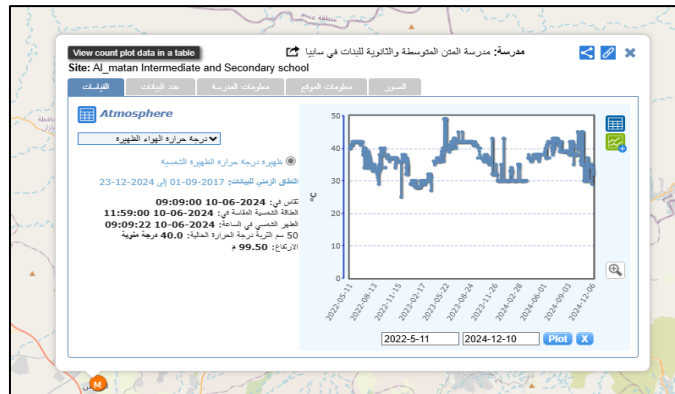 View count plot data in a table
مدرسة: مدرسة المتن المتوسطة والثانوية للبنات في سابيا
Site: Al_matan Intermediate and Secondary school
القياسات
عدد البيانات
معلومات المدرسة
معلومات الموقع
الصور
Atmosphere
درجة حرارة الهواء الظهيرة
ظهيرة درجة حرارة الظهيرة الشمسية
النطاق الزمني للبيانات: 2017-09-01 إلى 2024-12-23
تقاس في: 2024-06-10 09:09:00
الطاقة الشمسية المقاسة في: 2024-06-10 11:59:00
الظهر الشمسي في الساعة: 2024-06-10 09:09:22
50 سم التربة درجة الحرارة الحالية: 40.0 درجة مئوية
الارتفاع: 99.50 م
°C
50
40
30
20
10
0
2022-05-11
2022-08-13
2022-11-15
2023-02-17
2023-05-22
2023-08-24
2023-11-26
2024-02-28
2024-06-01
2024-09-03
2024-12-06
2022-5-11
2024-12-10
Plot
X
M